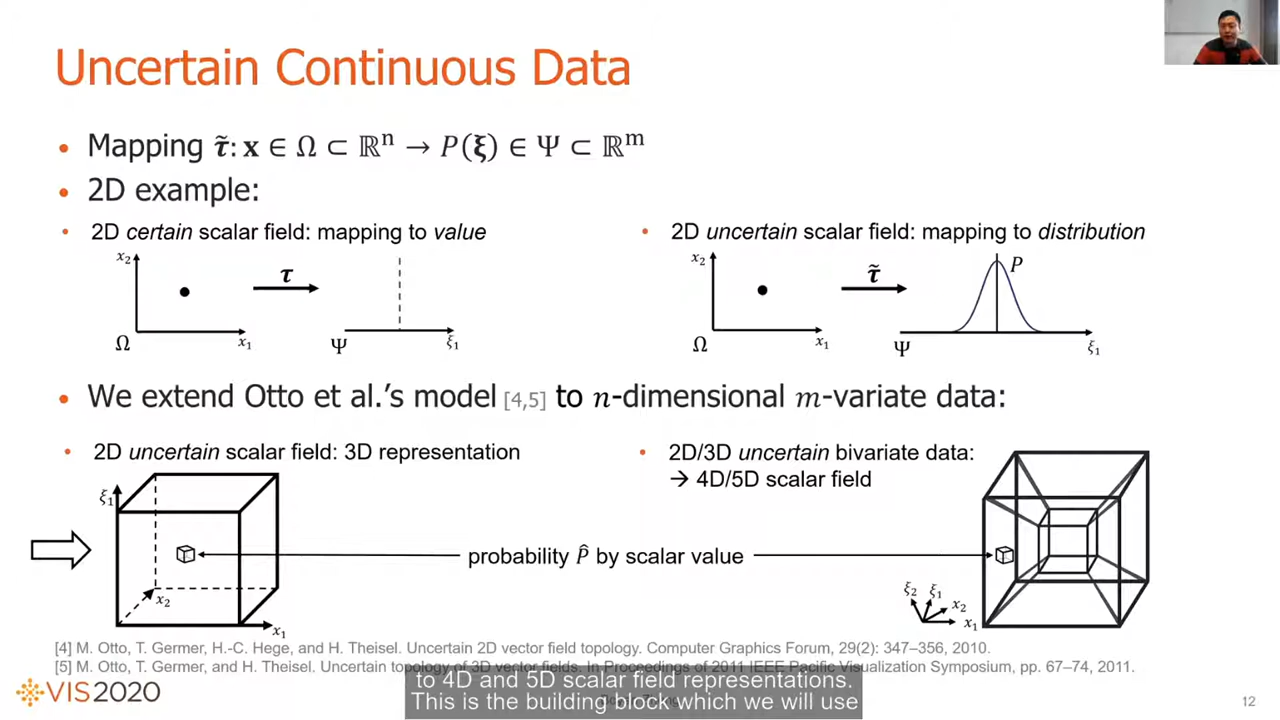 Uncertain Continuous Data
• Mapping τ̃: x ∈ Ω ⊂ ℝⁿ → P(ξ) ∈ Ψ ⊂ ℝᵐ
• 2D example:
• 2D certain scalar field: mapping to value
• 2D uncertain scalar field: mapping to distribution
x₂
τ
Ω
x₁
Ψ
ξ₁
x₂
τ̃
P
Ω
x₁
Ψ
ξ₁
• We extend Otto et al.'s model [4,5] to n-dimensional m-variate data:
• 2D uncertain scalar field: 3D representation
• 2D/3D uncertain bivariate data:
→ 4D/5D scalar field
ξ₁
x₂
x₁
probability P̂ by scalar value
ξ₂
ξ₁
x₂
x₁
[4] M. Otto, T. Germer, H.-C. Hege, and H. Theisel. Uncertain 2D vector field topology. Computer Graphics Forum, 29(2): 347–356, 2010.
[5] M. Otto, T. Germer, and H. Theisel. Uncertain topology of 3D vector fields. In Proceedings of 2011 IEEE Pacific Visualization Symposium, pp. 67–74, 2011.
to 4D and 5D scalar field representations.
This is the building block which we will use
VIS2020
12